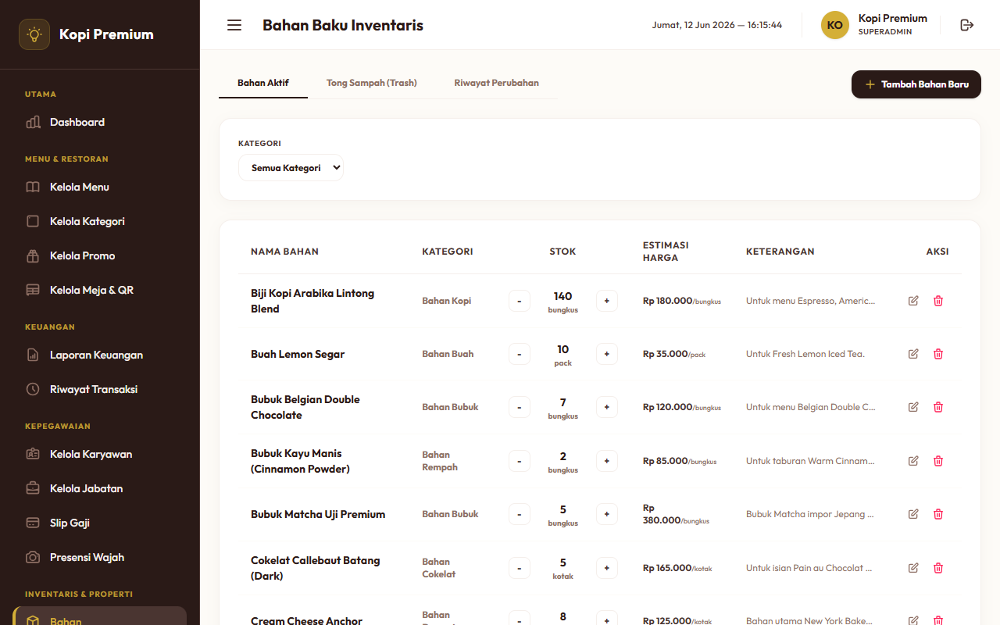 Kopi Premium
UTAMA
Dashboard
MENU & RESTORAN
Kelola Menu
Kelola Kategori
Kelola Promo
Kelola Meja & QR
KEUANGAN
Laporan Keuangan
Riwayat Transaksi
KEPEGAWAIAN
Kelola Karyawan
Kelola Jabatan
Slip Gaji
Presensi Wajah
INVENTARIS & PROPERTI
Bahan
Bahan Baku Inventaris
Jumat, 12 Jun 2026 — 16:15:44
KO
Kopi Premium
SUPERADMIN
Bahan Aktif
Tong Sampah (Trash)
Riwayat Perubahan
+ Tambah Bahan Baru
KATEGORI
Semua Kategori
NAMA BAHAN KATEGORI STOK ESTIMASI HARGA KETERANGAN AKSI
Biji Kopi Arabika Lintong Blend
Bahan Kopi
- 140 bungkus +
Rp 180.000/bungkus
Untuk menu Espresso, Americ...
Buah Lemon Segar
Bahan Buah
- 10 pack +
Rp 35.000/pack
Untuk Fresh Lemon Iced Tea.
Bubuk Belgian Double Chocolate
Bahan Bubuk
- 7 bungkus +
Rp 120.000/bungkus
Untuk menu Belgian Double C...
Bubuk Kayu Manis (Cinnamon Powder)
Bahan Rempah
- 2 bungkus +
Rp 85.000/bungkus
Untuk taburan Warm Cinnam...
Bubuk Matcha Uji Premium
Bahan Bubuk
- 5 bungkus +
Rp 380.000/bungkus
Bubuk Matcha impor Jepang ...
Cokelat Callebaut Batang (Dark)
Bahan Cokelat
- 5 kotak +
Rp 165.000/kotak
Untuk isian Pain au Chocolat ...
Cream Cheese Anchor
Bahan
- 8 +
Rp 125.000/kotak
Bahan utama New York Bake...